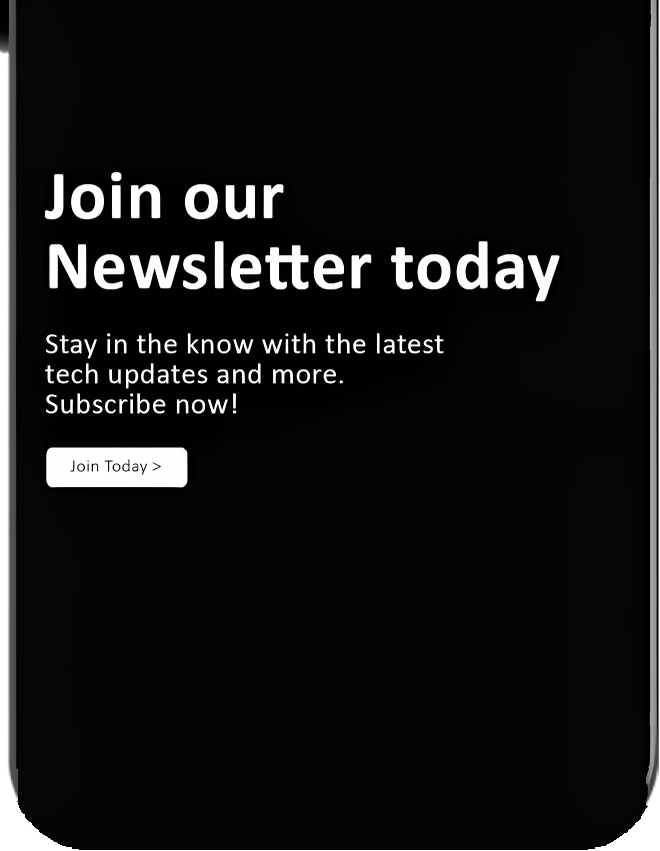 Join our
Newsletter today
Stay in the know with the latest
tech updates and more.
Subscribe now!
Join Today >